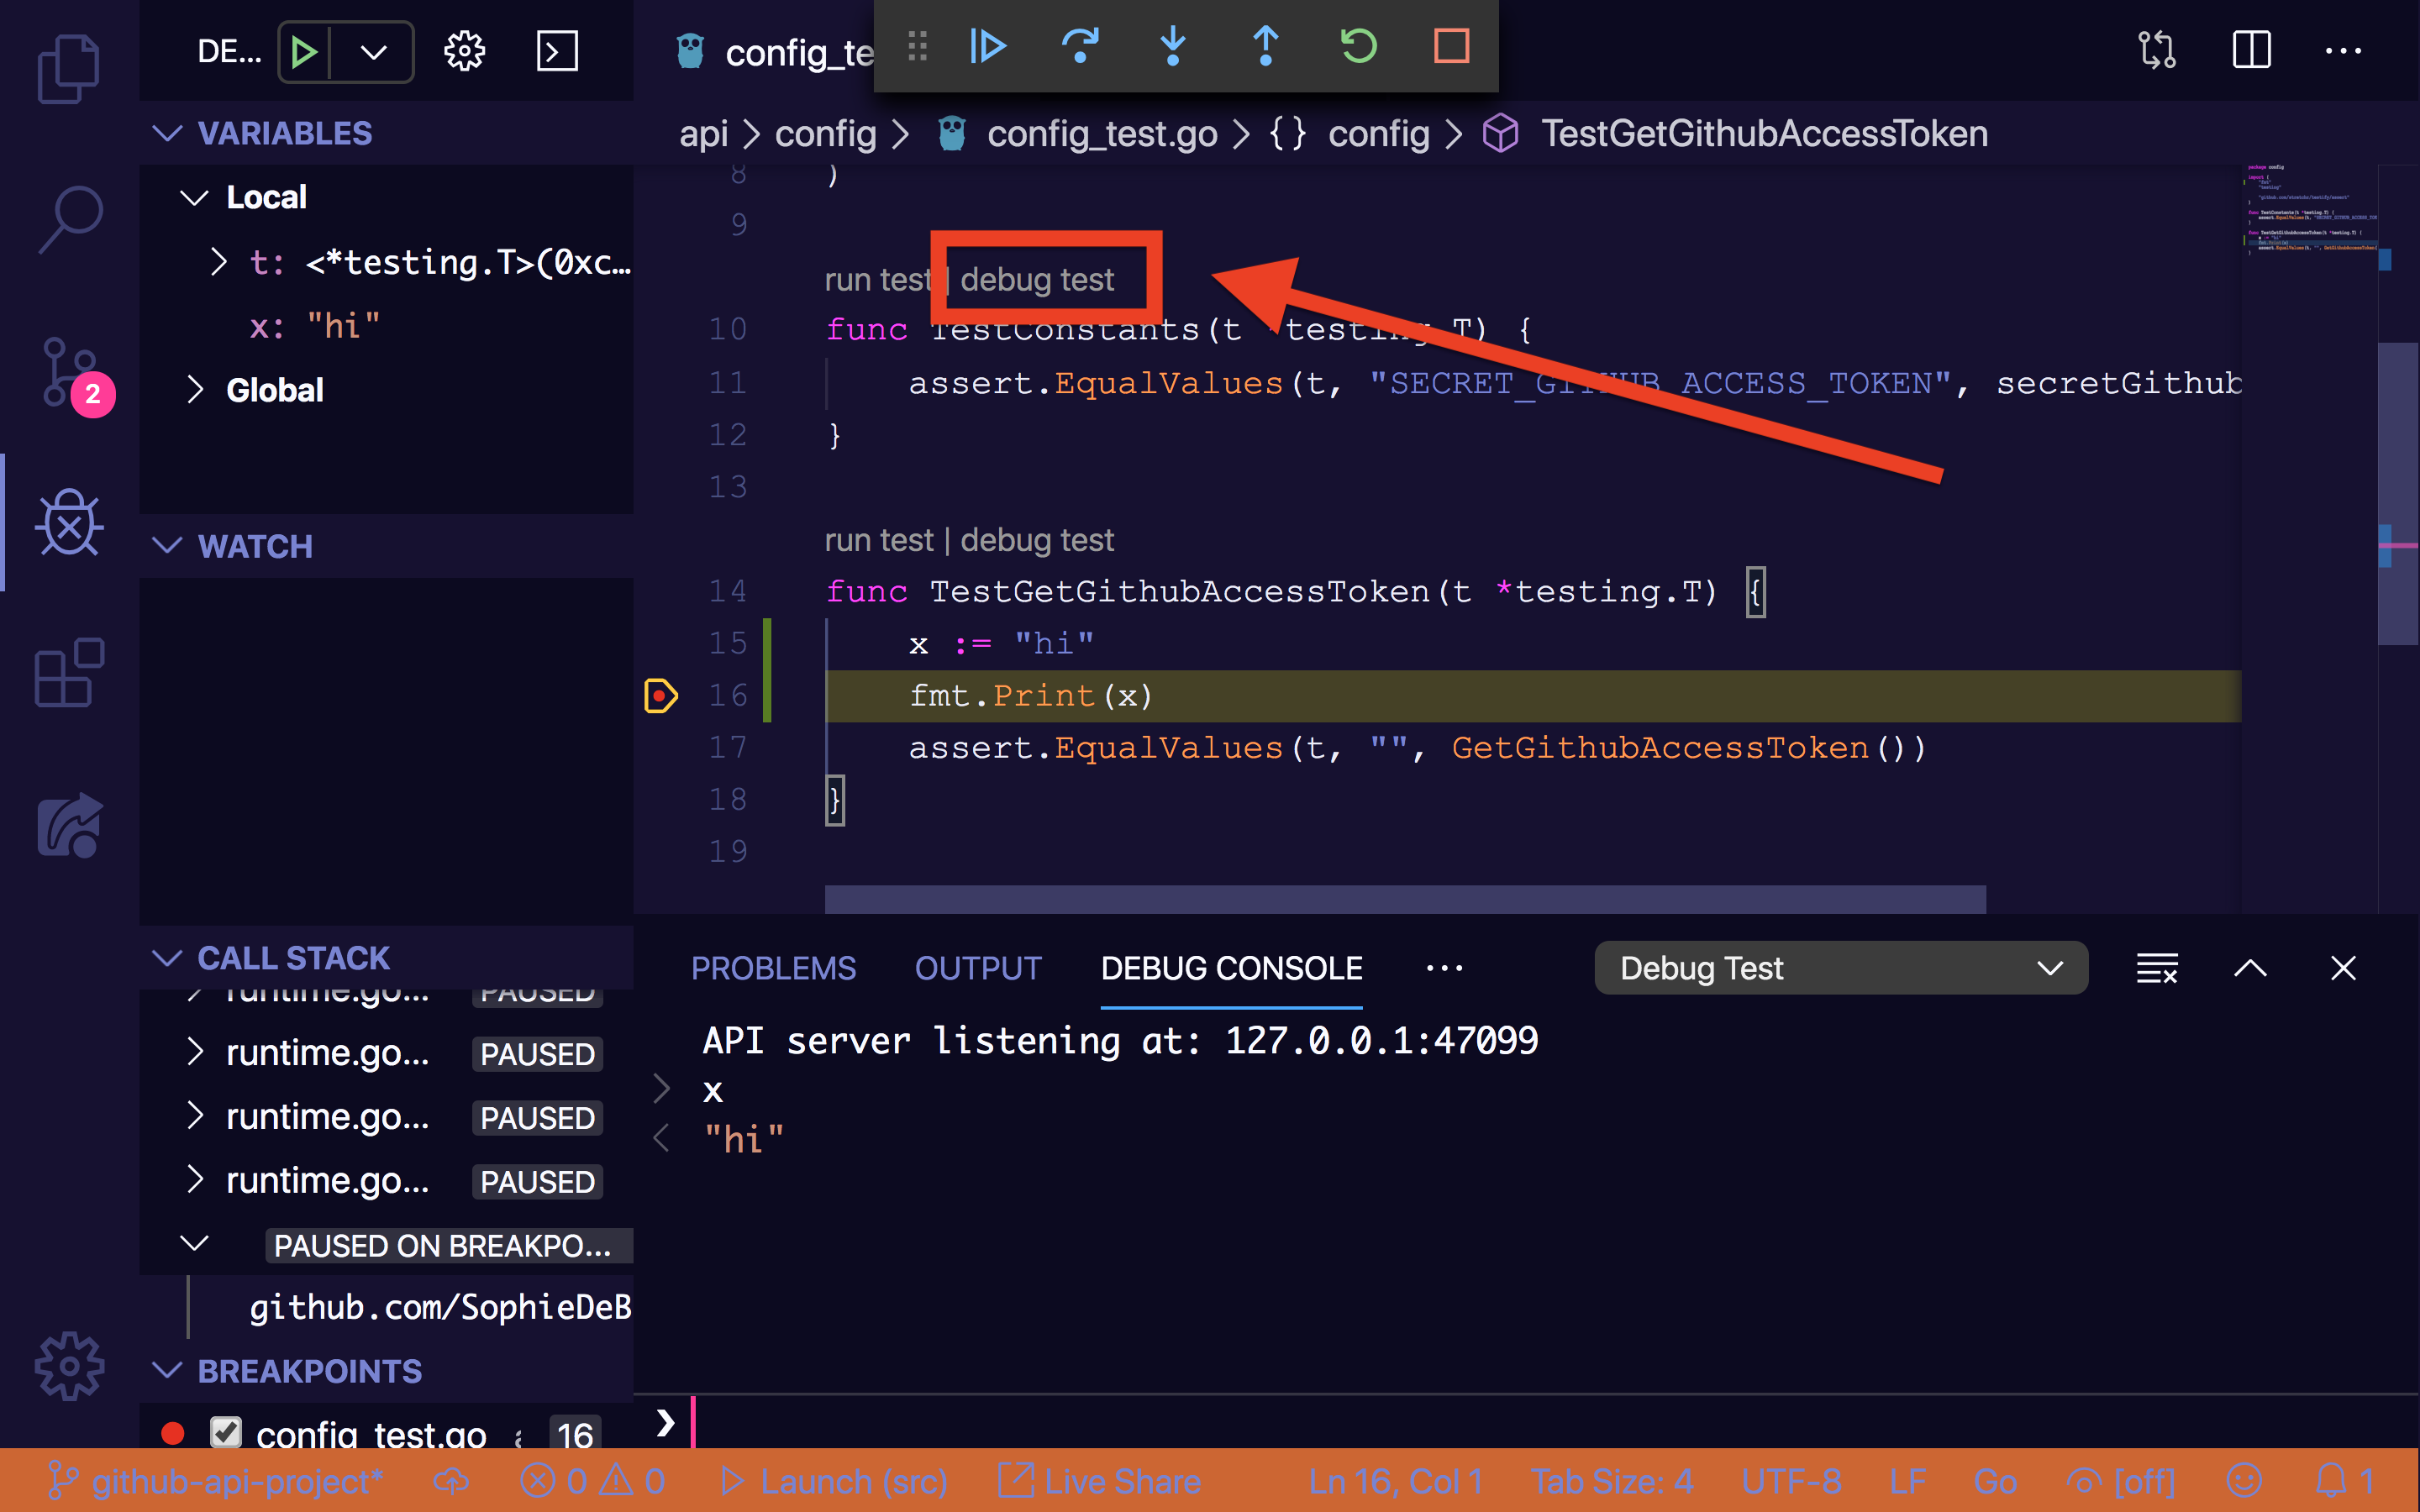 DE...
config_te
VARIABLES
Local
t: <*testing.T>(0xc…
x: "hi"
Global
2
WATCH
CALL STACK
runtime.go... PAUSED
runtime.go... PAUSED
runtime.go... PAUSED
runtime.go... PAUSED
PAUSED ON BREAKPO...
github.com/SophieDeB
BREAKPOINTS
config_test.go 16
api > config > config_test.go > {} config > TestGetGithubAccessToken
8 )
9
run test | debug test
10 func TestConstants(t *testing.T) {
11 assert.EqualValues(t, "SECRET_GITHUB_ACCESS_TOKEN", secretGithub
12 }
13
run test | debug test
14 func TestGetGithubAccessToken(t *testing.T) {
15 x := "hi"
16 fmt.Print(x)
17 assert.EqualValues(t, "", GetGithubAccessToken())
18 }
19
PROBLEMS OUTPUT DEBUG CONSOLE ... Debug Test
API server listening at: 127.0.0.1:47099
> x
< "hi"
❯
github-api-project* 0 0 Launch (src) Live Share Ln 16, Col 1 Tab Size: 4 UTF-8 LF Go [off] 1